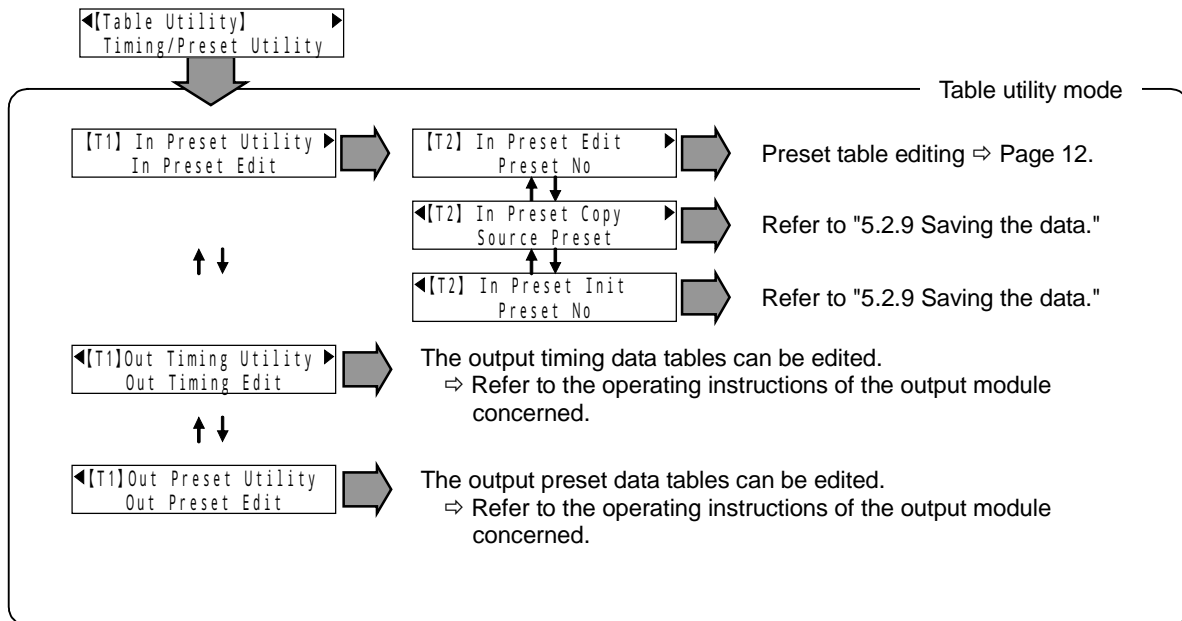 ◀【Table Utility】 ▶
Timing/Preset Utility
Table utility mode
【T1】 In Preset Utility ▶
In Preset Edit
【T2】 In Preset Edit ▶
Preset No
Preset table editing ⇨ Page 12.
◀【T2】 In Preset Copy ▶
Source Preset
Refer to "5.2.9 Saving the data."
◀【T2】 In Preset Init
Preset No
Refer to "5.2.9 Saving the data."
◀【T1】Out Timing Utility ▶
Out Timing Edit
The output timing data tables can be edited.
⇨ Refer to the operating instructions of the output module
concerned.
◀【T1】Out Preset Utility
Out Preset Edit
The output preset data tables can be edited.
⇨ Refer to the operating instructions of the output module
concerned.